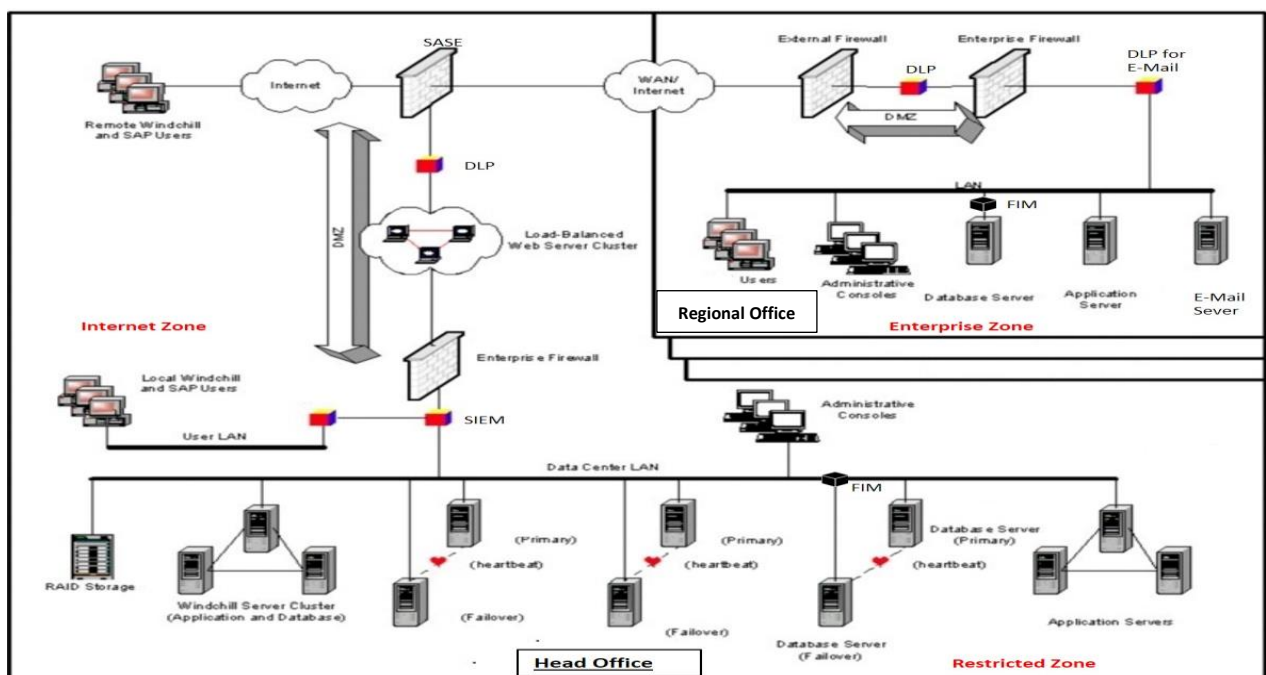 SASE
Internet
Remote Windchill
and SAP Users
DLP
DMZ
Load-Balanced
Web Server Cluster
Internet Zone
Enterprise Firewall
WAN/
Internet
External Firewall
Enterprise Firewall
DLP
DMZ
DLP for
E-Mail
LAN
FIM
Users
Administrative
Consoles
Database Server
Application
Server
E-Mail
Sever
Regional Office
Enterprise Zone
Local Windchill
and SAP Users
User LAN
SIEM
Administrative
Consoles
Data Center LAN
FIM
RAID Storage
Windchill Server Cluster
(Application and Database)
(Primary)
(heartbeat)
(Failover)
(Primary)
(heartbeat)
(Failover)
Database Server
(Primary)
(heartbeat)
Database Server
(Failover)
Application Servers
Head Office
Restricted Zone